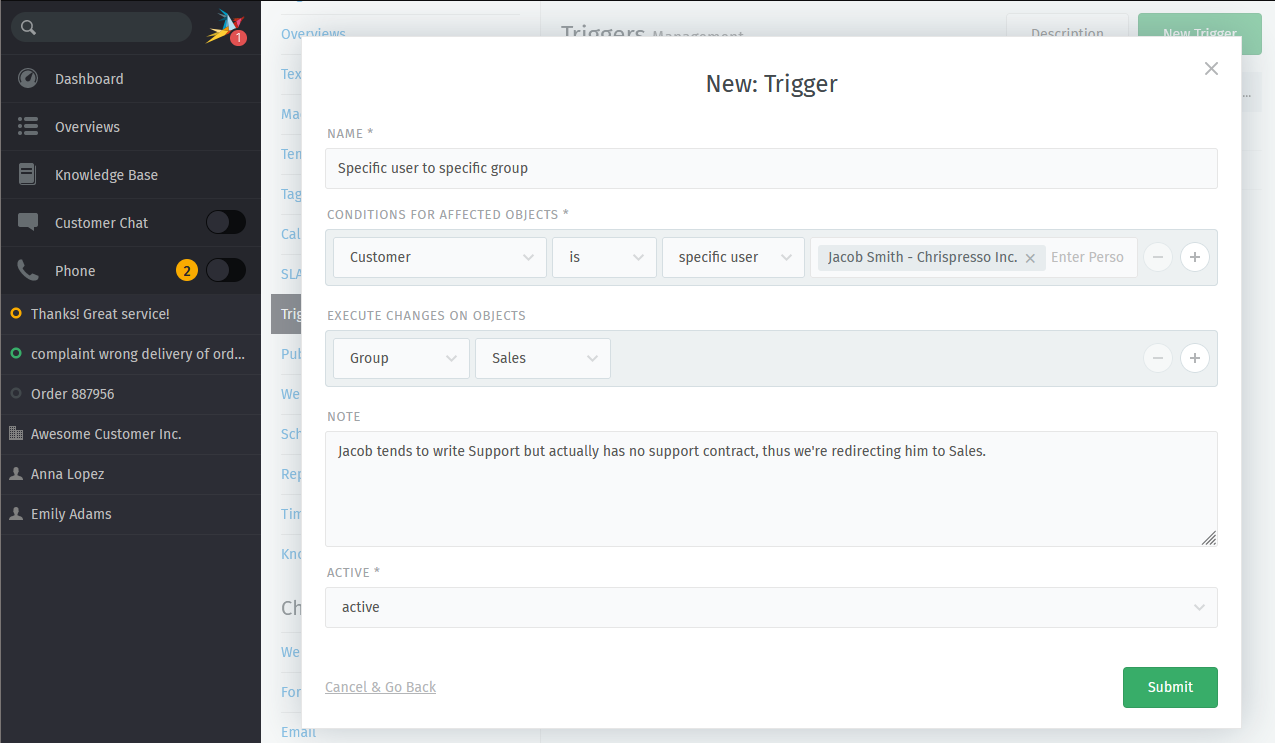 1
Dashboard
Overviews
Knowledge Base
Customer Chat
Phone 2
Thanks! Great service!
complaint wrong delivery of ord...
Order 887956
Awesome Customer Inc.
Anna Lopez
Emily Adams
Overviews
Tex
Ma
Ten
Tag
Cal
SLA
Trig
Pub
We
Sch
Rep
Tim
Kno
Ch
We
For
Email
Triggers Management
Description
New Trigger
...
New: Trigger
NAME *
Specific user to specific group
CONDITIONS FOR AFFECTED OBJECTS *
Customer is specific user Jacob Smith - Chrispresso Inc. × Enter Perso
EXECUTE CHANGES ON OBJECTS
Group Sales
NOTE
Jacob tends to write Support but actually has no support contract, thus we're redirecting him to Sales.
ACTIVE *
active
Cancel & Go Back
Submit